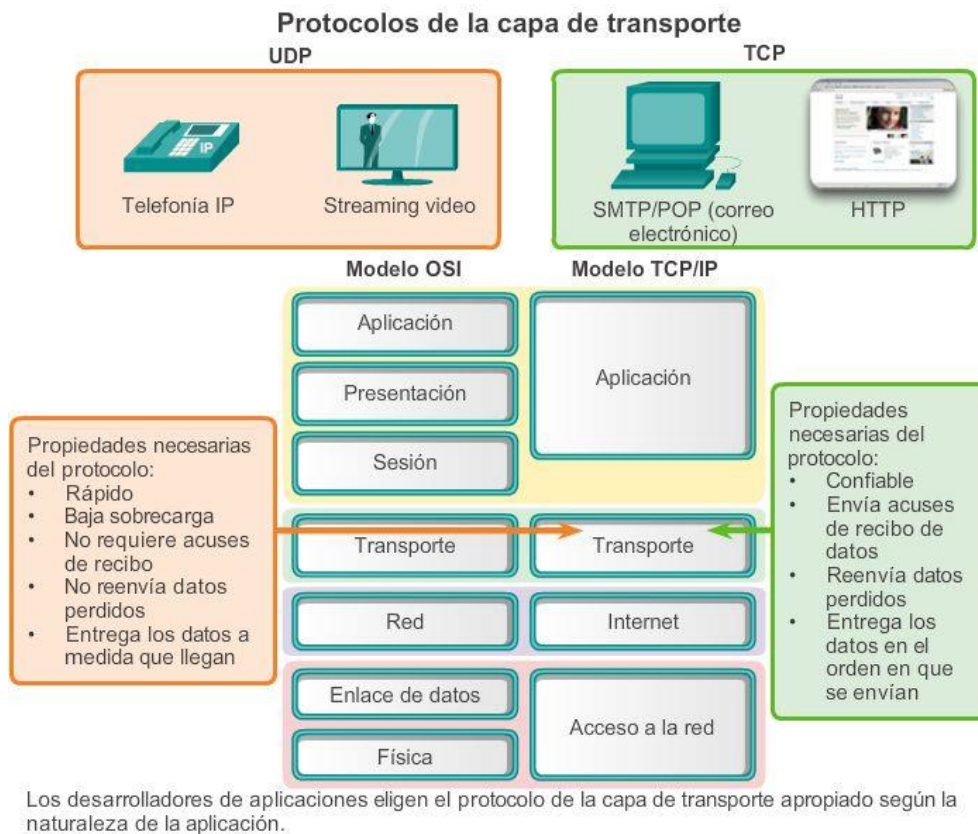 Protocolos de la capa de transporte
UDP
TCP
IP
Telefonía IP
Streaming video
SMTP/POP (correo
electrónico)
HTTP
Modelo OSI
Modelo TCP/IP
Aplicación
Presentación
Sesión
Aplicación
Propiedades necesarias
del protocolo:
• Rápido
• Baja sobrecarga
• No requiere acuses
de recibo
• No reenvía datos
perdidos
• Entrega los datos a
medida que llegan
Transporte
Transporte
Propiedades
necesarias del
protocolo:
• Confiable
• Envía acuses
de recibo de
datos
• Reenvía datos
perdidos
• Entrega los
datos en el
orden en que
se envían
Red
Internet
Enlace de datos
Física
Acceso a la red
Los desarrolladores de aplicaciones eligen el protocolo de la capa de transporte apropiado según la
naturaleza de la aplicación.